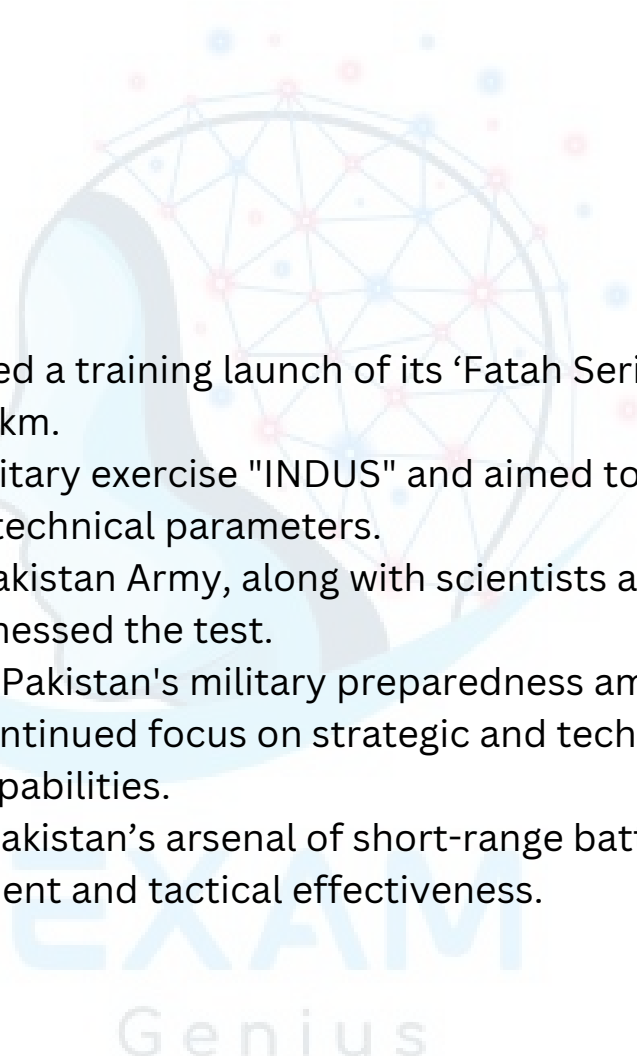 ed a training launch of its ‘Fatah Seri
km.
itary exercise "INDUS" and aimed to
technical parameters.
akistan Army, along with scientists a
nessed the test.
Pakistan's military preparedness am
ntinued focus on strategic and tech
pabilities.
akistan’s arsenal of short-range bat
ent and tactical effectiveness.
EXAM
Genius